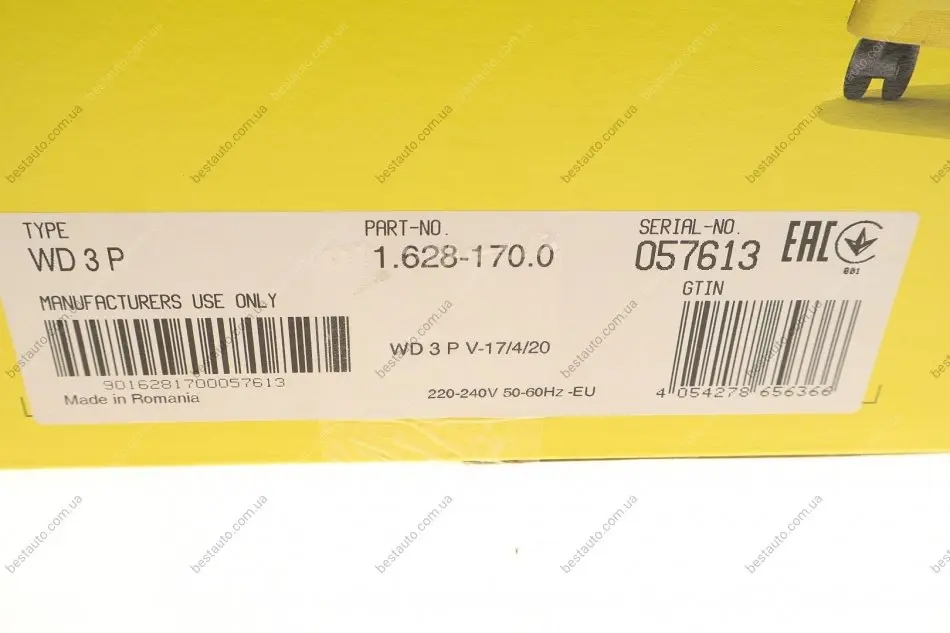 TYPE
WD 3 P
PART-NO.
1.628-170.0
SERIAL-NO.
057613
EAC
001
MANUFACTURERS USE ONLY
9016281700057613
Made in Romania
WD 3 P V-17/4/20
220-240V 50-60Hz -EU
GTIN
4 054278 656366
bestauto.com.ua